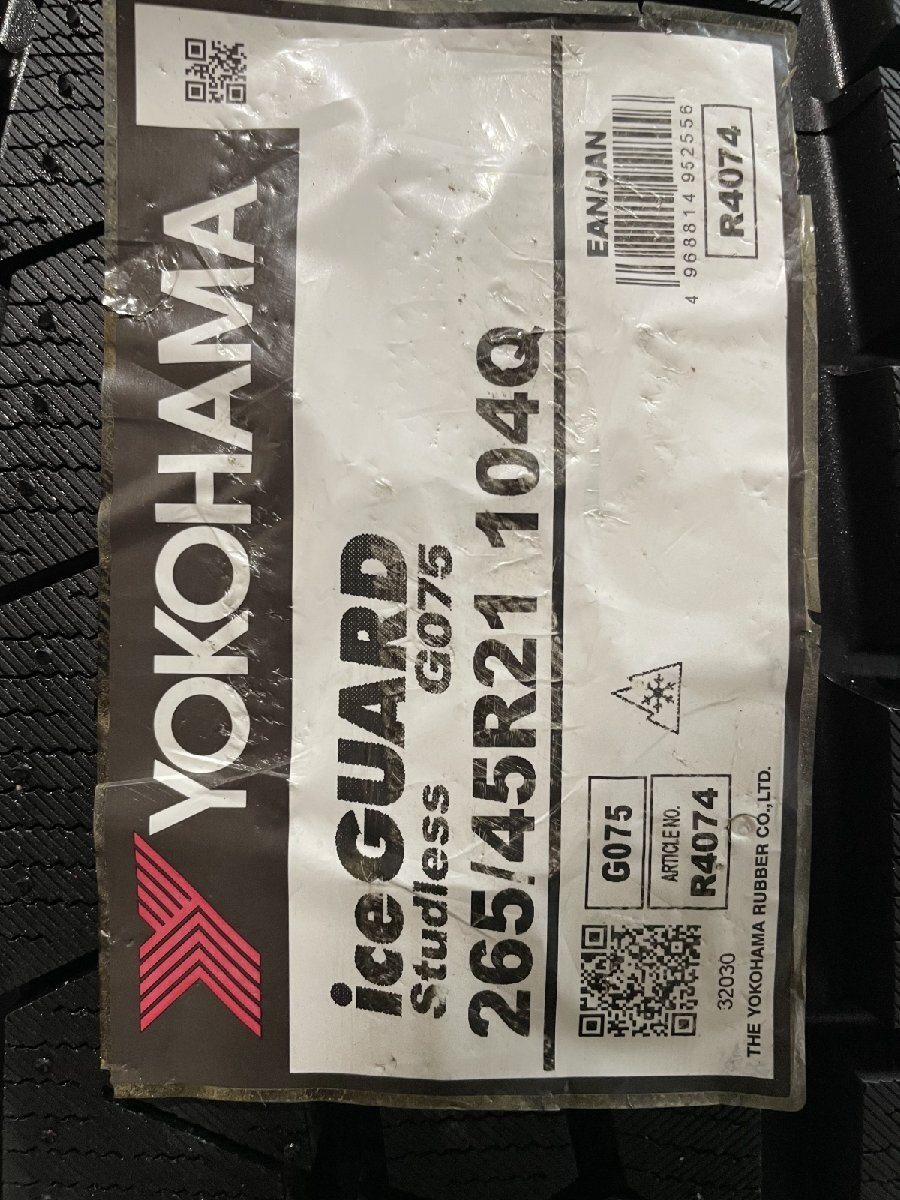 YOKOHAMA
iceGUARD
Studless G075
265/45R21 104Q
EAN/JAN
4 968814 952556
R4074
G075
ARTICLE NO.
R4074
32030
THE YOKOHAMA RUBBER CO.,LTD.